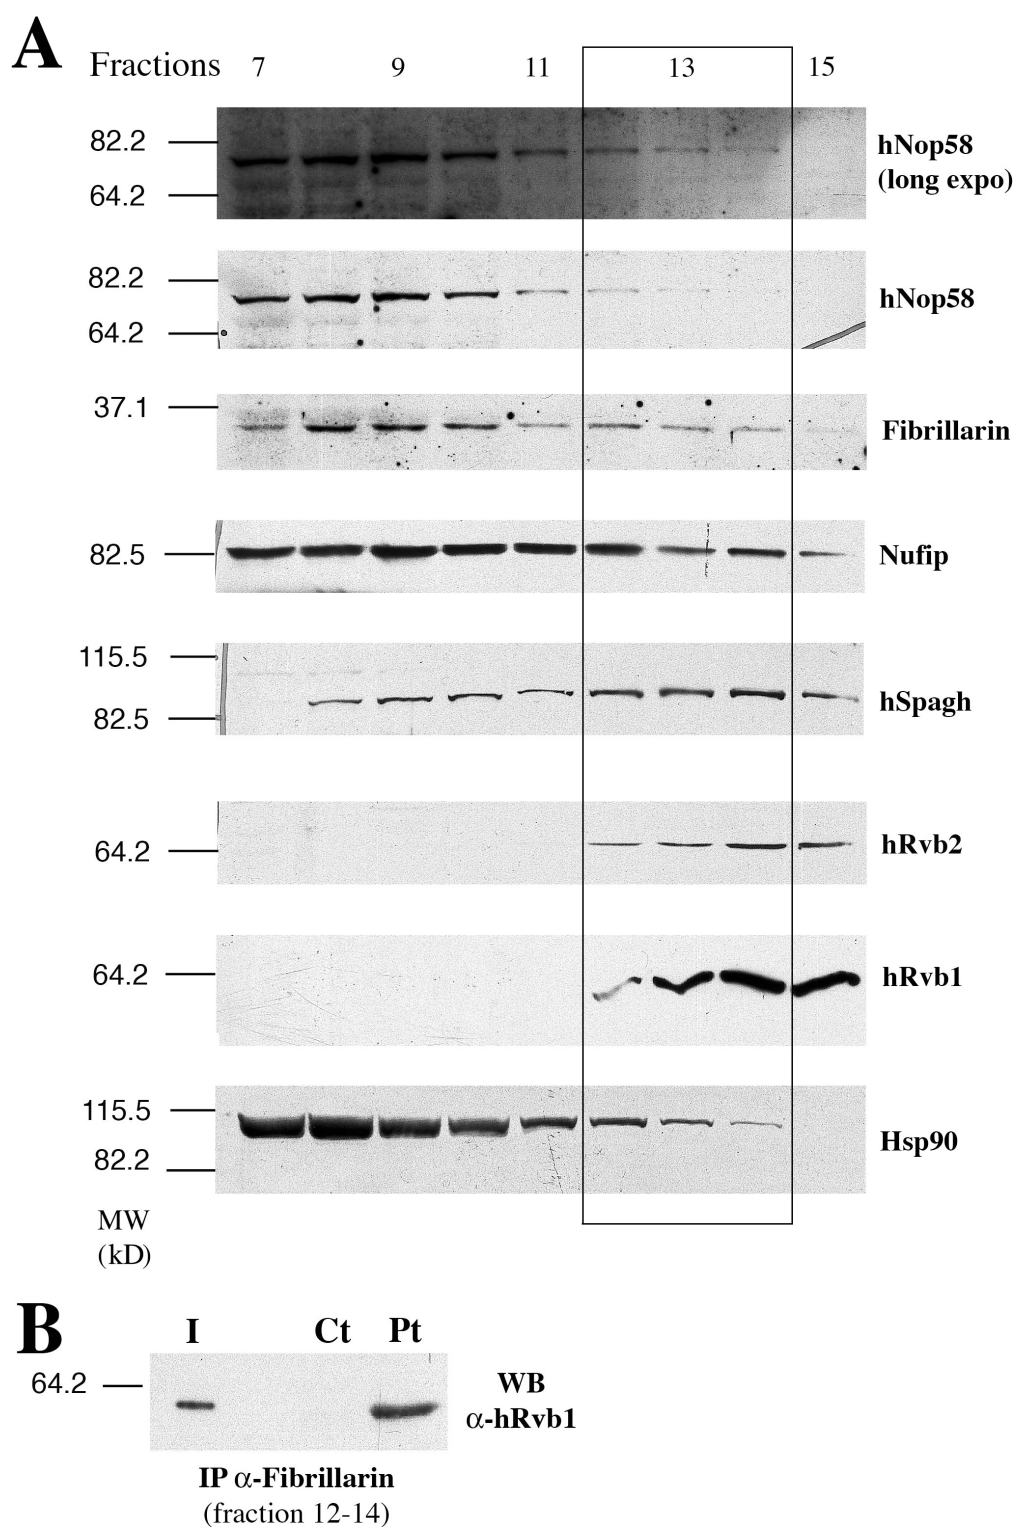 A
Fractions 7 9 11 13 15
82.2
64.2
hNop58
(long expo)
82.2
64.2
hNop58
37.1
Fibrillarin
82.5
Nufip
115.5
82.5
hSpagh
64.2
hRvb2
64.2
hRvb1
115.5
82.2
Hsp90
MW
(kD)
B
I Ct Pt
64.2
WB
α-hRvb1
IP α-Fibrillarin
(fraction 12-14)